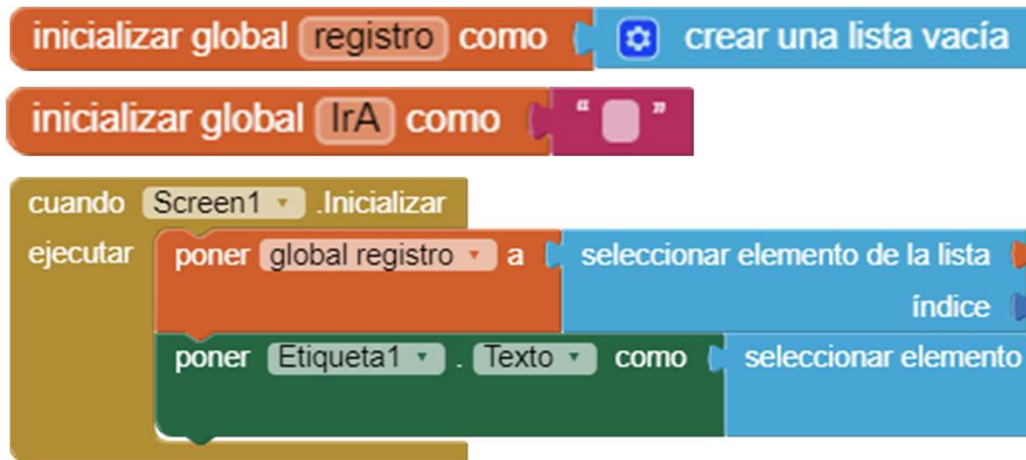 inicializar global registro como crear una lista vacía
inicializar global IrA como “ ”
cuando Screen1 .Inicializar
ejecutar poner global registro a seleccionar elemento de la lista
índice
poner Etiqueta1 . Texto como seleccionar elemento